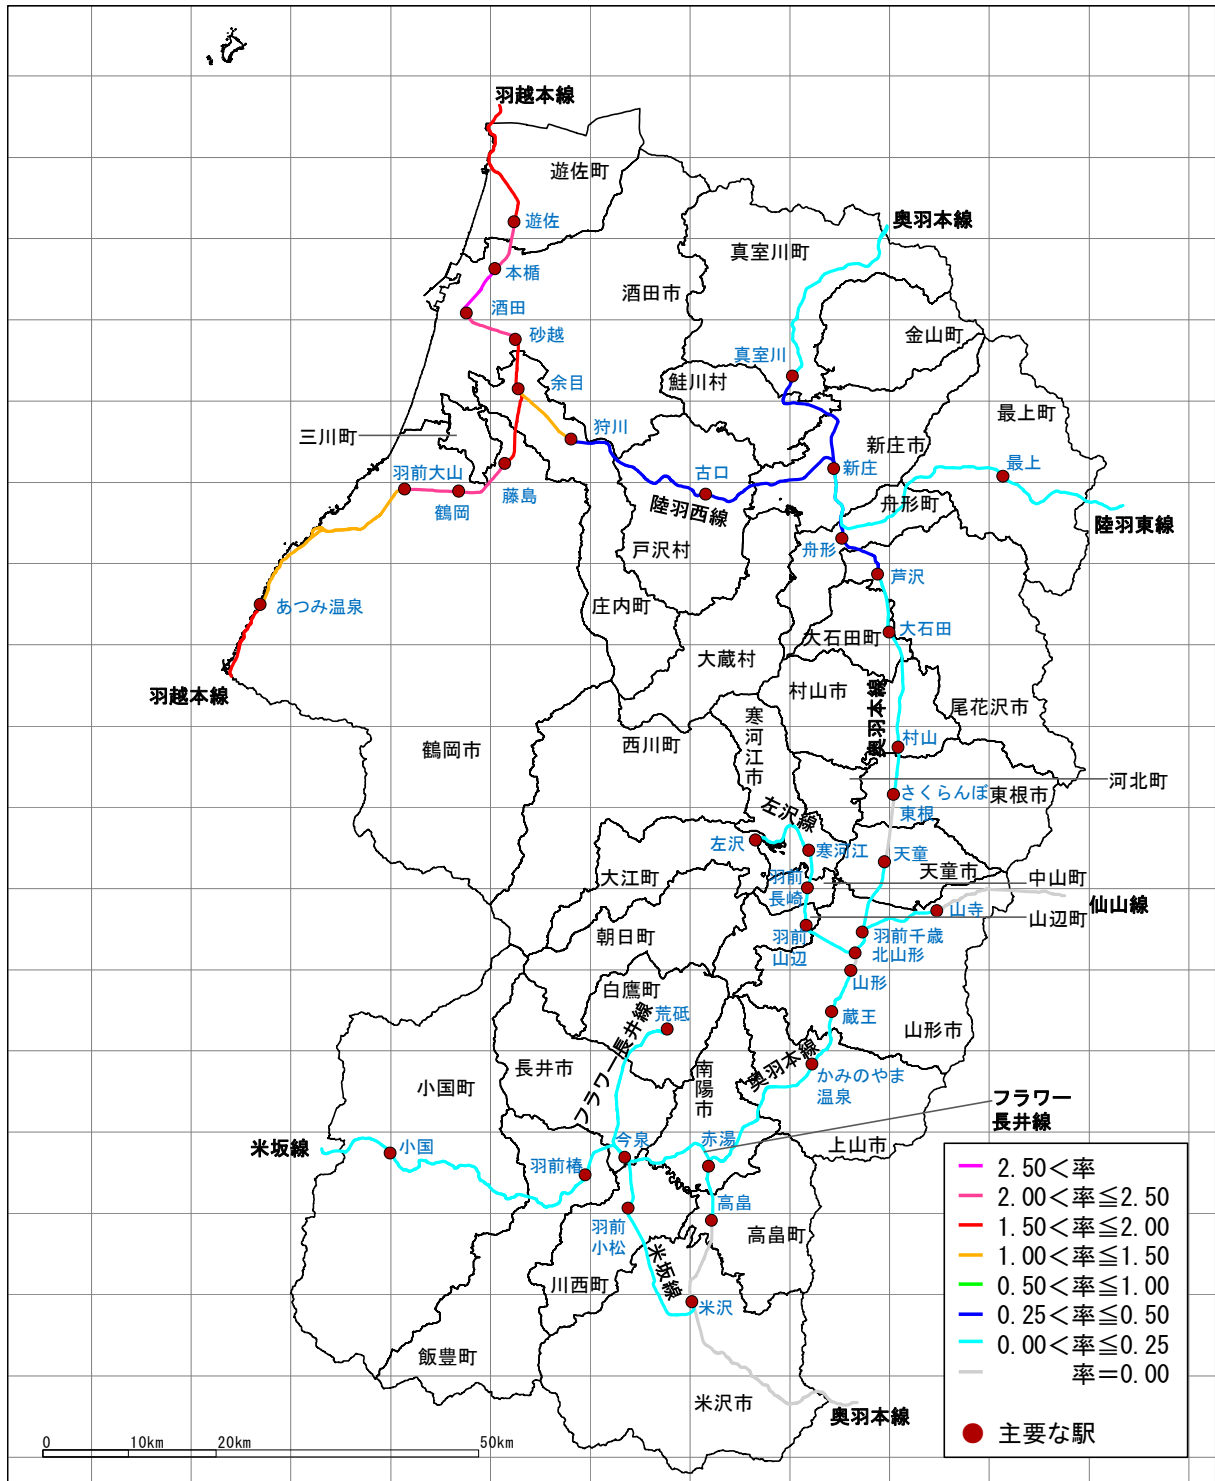 羽越本線
遊佐町
遊佐
奥羽本線
真室川町
本楯
酒田市
酒田
砂越
金山町
真室川
余目
鮭川村
最上町
狩川
三川町
新庄市
羽前大山
古口
新庄
最上
鶴岡
藤島
陸羽西線
舟形町
陸羽東線
戸沢村
舟形
芦沢
あつみ温泉
庄内町
大石田町
大石田
大蔵村
羽越本線
村山市
尾花沢市
奥羽本線
寒河江市
鶴岡市
西川町
村山
河北町
さくらんぼ
東根
東根市
左沢線
左沢
寒河江
天童
天童市
大江町
羽前
長崎
中山町
仙山線
山寺
山辺町
朝日町
羽前
山辺
羽前千歳
北山形
山形
白鷹町
荒砥
蔵王
山形市
フラワー長井線
奥羽本線
長井市
南陽市
かみのやま
温泉
小国町
フラワー
長井線
米坂線
小国
今泉
赤湯
上山市
羽前椿
高畠
羽前
小松
高畠町
米坂線
川西町
米沢
飯豊町
米沢市
奥羽本線
2.50<率
2.00<率≦2.50
1.50<率≦2.00
1.00<率≦1.50
0.50<率≦1.00
0.25<率≦0.50
0.00<率≦0.25
率=0.00
主要な駅
0 10km 20km 50km